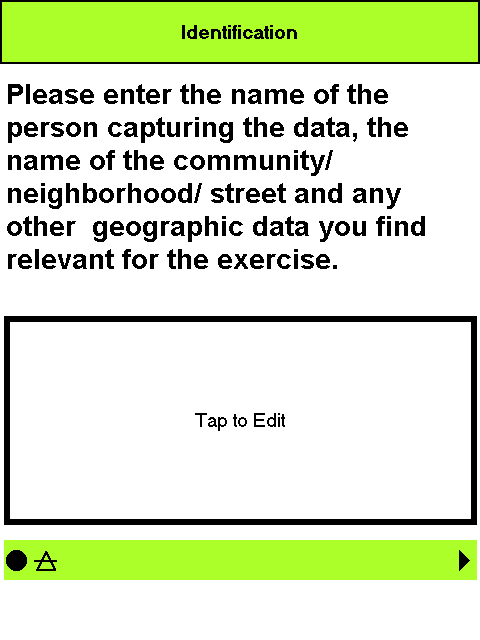 Identification
Please enter the name of the
person capturing the data, the
name of the community/
neighborhood/ street and any
other  geographic data you find
relevant for the exercise.
Tap to Edit